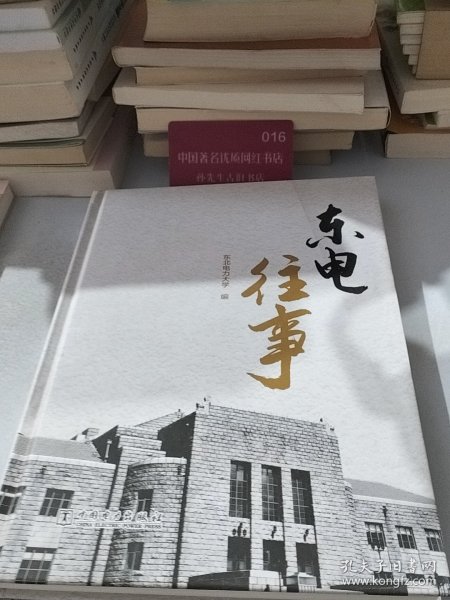 016
中国著名优质网红书店
孙先生古旧书店
东电
往事
东北电力大学 编
中国电力出版社
CHINA ELECTRIC POWER PRESS
孔夫子旧书网
www.kongfz.com